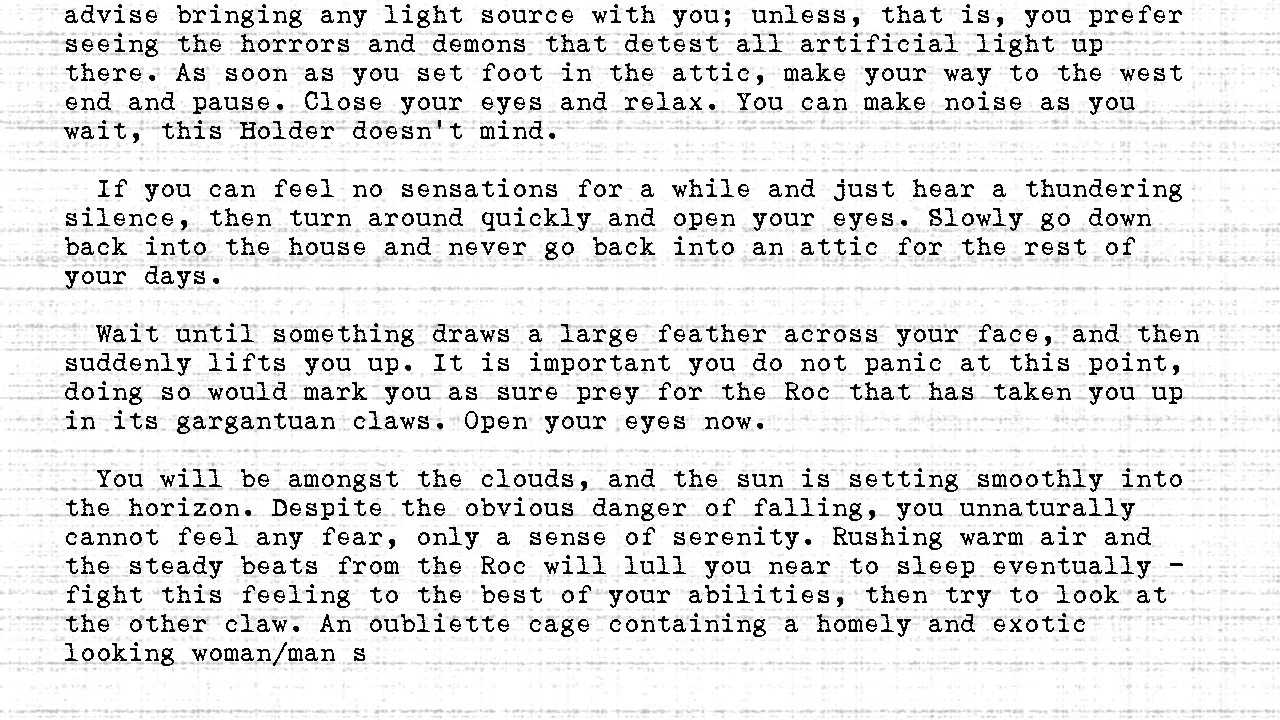 advise bringing any light source with you; unless, that is, you prefer
seeing the horrors and demons that detest all artificial light up
there. As soon as you set foot in the attic, make your way to the west
end and pause. Close your eyes and relax. You can make noise as you
wait, this Holder doesn't mind.
If you can feel no sensations for a while and just hear a thundering
silence, then turn around quickly and open your eyes. Slowly go down
back into the house and never go back into an attic for the rest of
your days.
Wait until something draws a large feather across your face, and then
suddenly lifts you up. It is important you do not panic at this point,
doing so would mark you as sure prey for the Roc that has taken you up
in its gargantuan claws. Open your eyes now.
You will be amongst the clouds, and the sun is setting smoothly into
the horizon. Despite the obvious danger of falling, you unnaturally
cannot feel any fear, only a sense of serenity. Rushing warm air and
the steady beats from the Roc will lull you near to sleep eventually -
fight this feeling to the best of your abilities, then try to look at
the other claw. An oubliette cage containing a homely and exotic
looking woman/man s